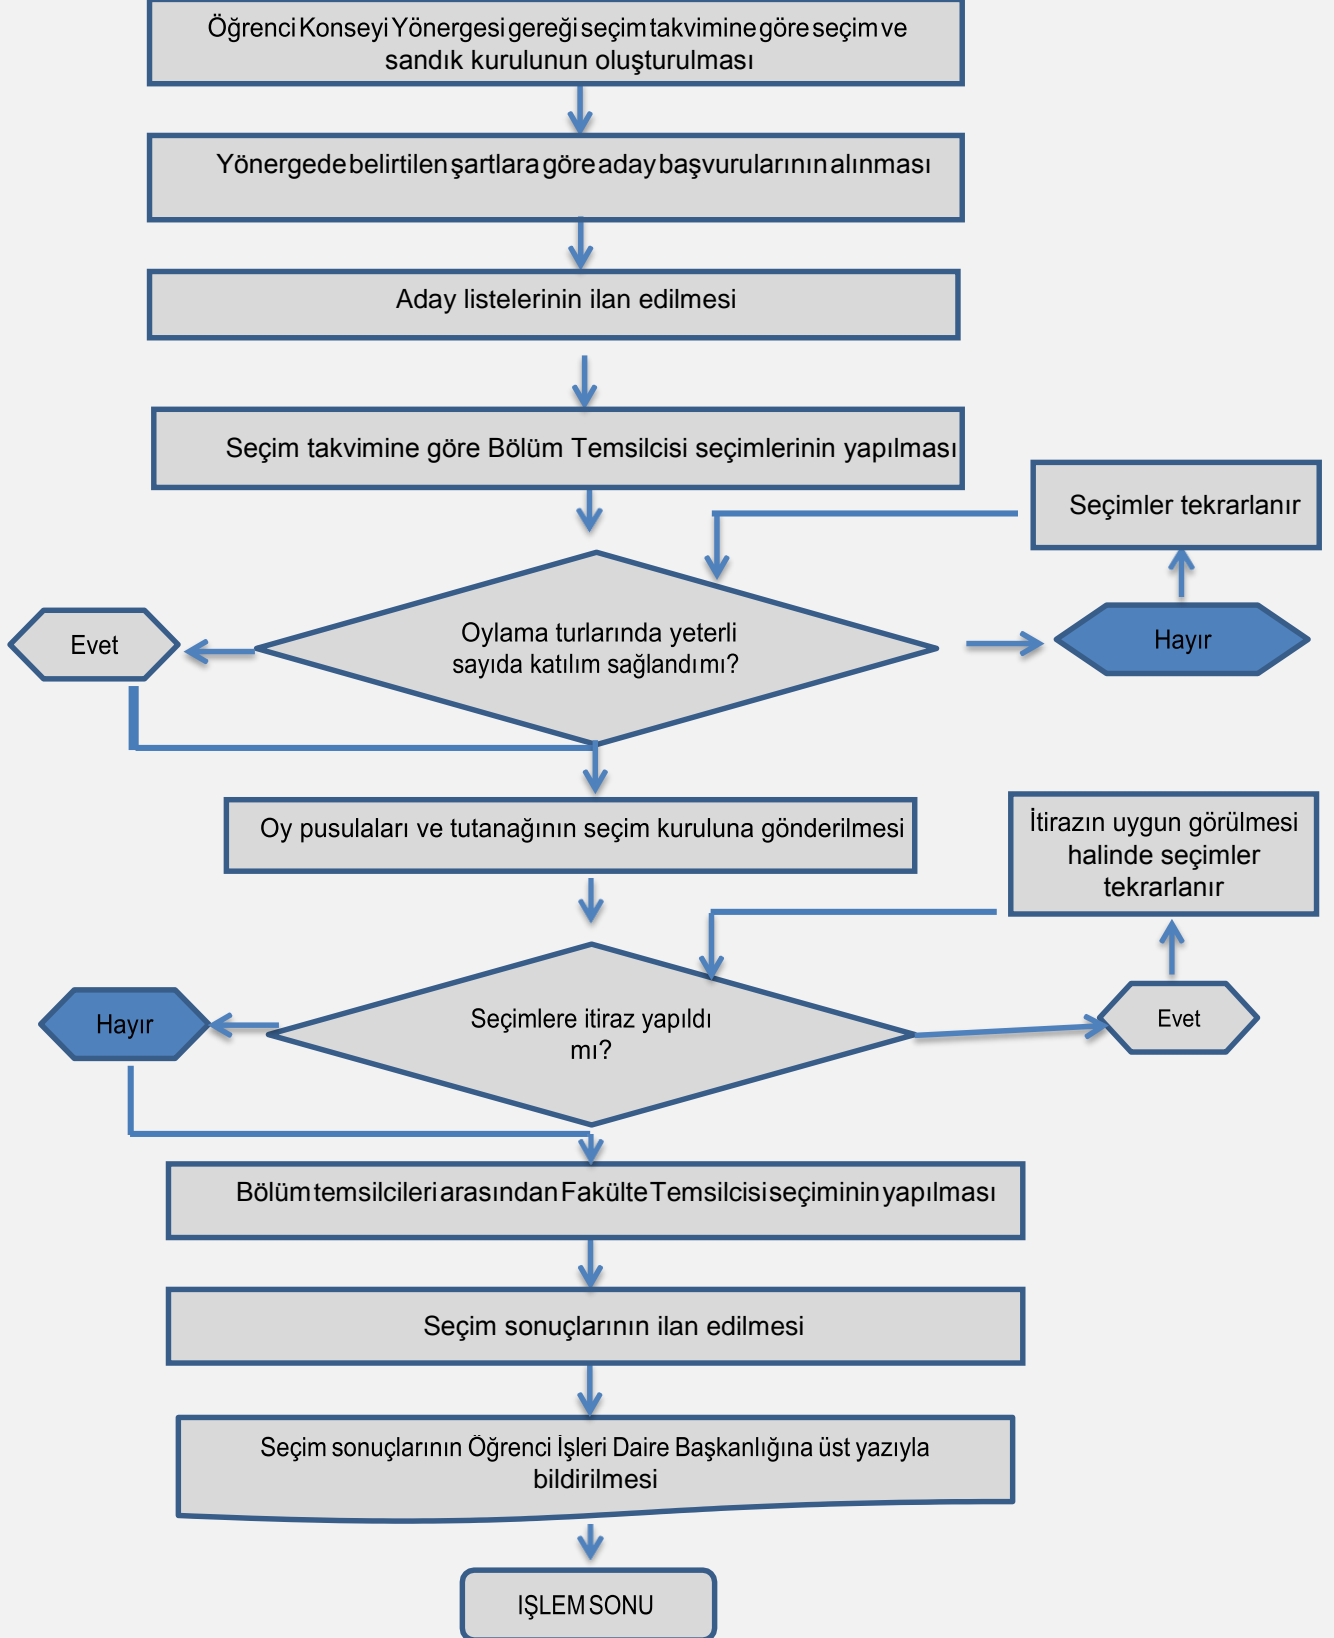 Öğrenci Konseyi Yönergesi gereği seçim takvimine göre seçim ve
sandık kurulunun oluşturulması
Yönergede belirtilen şartlara göre aday başvurularının alınması
Aday listelerinin ilan edilmesi
Seçim takvimine göre Bölüm Temsilcisi seçimlerinin yapılması
Seçimler tekrarlanır
Oylama turlarında yeterli
sayıda katılım sağlandımı?
Evet
Hayır
Oy pusulaları ve tutanağının seçim kuruluna gönderilmesi
İtirazın uygun görülmesi
halinde seçimler
tekrarlanır
Seçimlere itiraz yapıldı
mı?
Hayır
Evet
Bölüm temsilcileri arasından Fakülte Temsilcisi seçiminin yapılması
Seçim sonuçlarının ilan edilmesi
Seçim sonuçlarının Öğrenci İşleri Daire Başkanlığına üst yazıyla
bildirilmesi
IŞLEM SONU